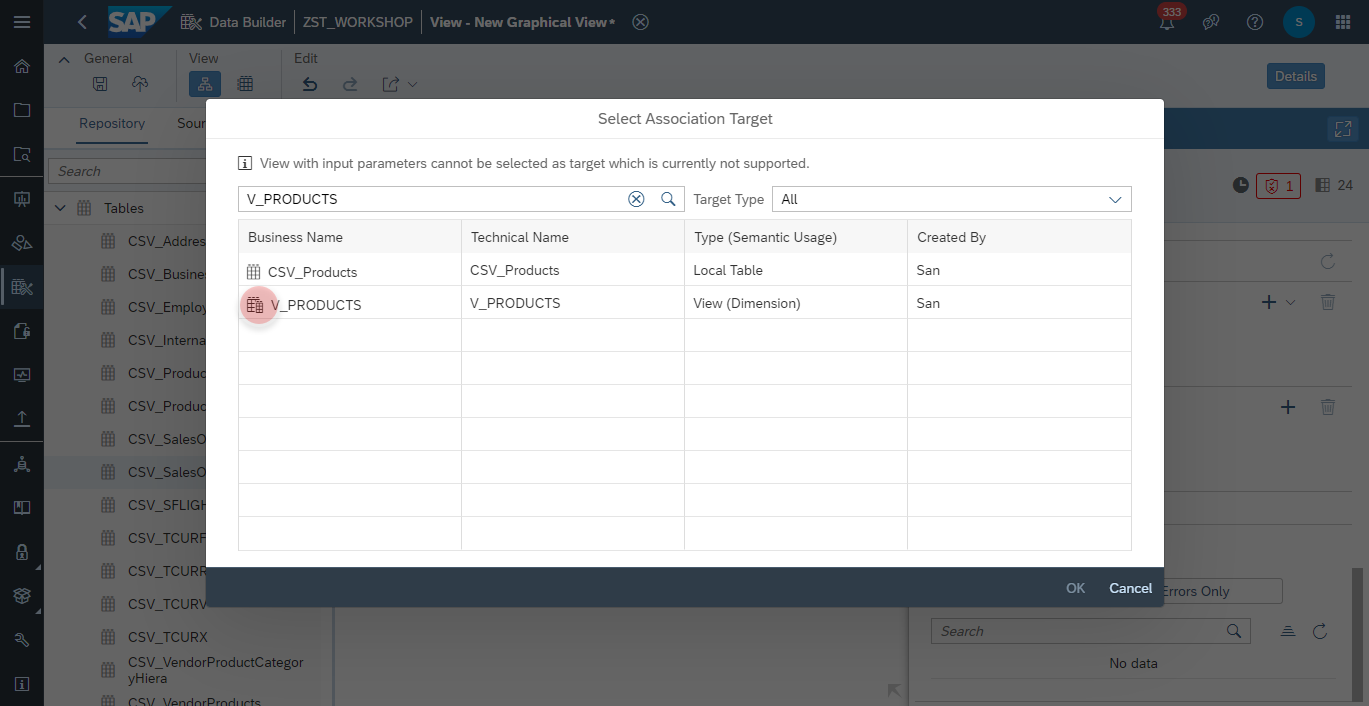 SAP Data Builder ZST_WORKSHOP View - New Graphical View* 333 S
General View Edit
Details
Repository Sour
Search
Tables
CSV_Addres
CSV_Busine
CSV_Employ
CSV_Interna
CSV_Produc
CSV_Produc
CSV_SalesO
CSV_SalesO
CSV_SFLIGH
CSV_TCURF
CSV_TCURR
CSV_TCURV
CSV_TCURX
CSV_VendorProductCategor
yHiera
CSV_VendorProducts
Select Association Target
View with input parameters cannot be selected as target which is currently not supported.
V_PRODUCTS Target Type All
Business Name Technical Name Type (Semantic Usage) Created By
CSV_Products CSV_Products Local Table San
V_PRODUCTS V_PRODUCTS View (Dimension) San
OK Cancel
1 24
Errors Only
Search
No data